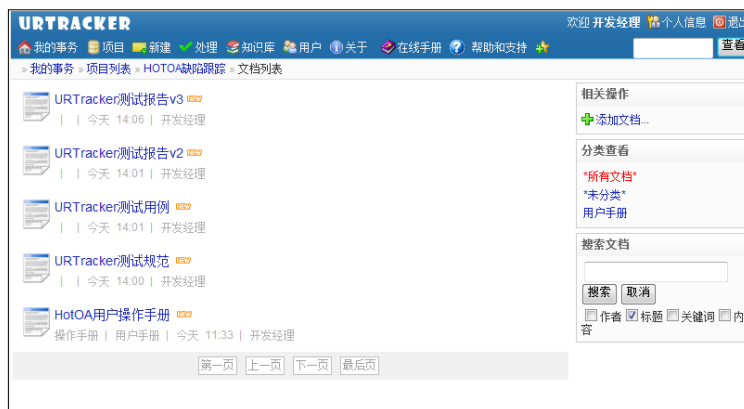 URTRACKER
欢迎 开发经理 个人信息 退出
我的事务 项目 新建 处理 知识库 用户 关于 在线手册 帮助和支持 查看
» 我的事务 » 项目列表 » HOTOA缺陷跟踪 » 文档列表
URTracker测试报告v3 NEW
| | 今天 14:06 | 开发经理
URTracker测试报告v2 NEW
| | 今天 14:01 | 开发经理
URTracker测试用例 NEW
| | 今天 14:01 | 开发经理
URTracker测试规范 NEW
| | 今天 14:00 | 开发经理
HotOA用户操作手册 NEW
操作手册 | 用户手册 | 今天 11:33 | 开发经理
第一页 上一页 下一页 最后页
相关操作
添加文档...
分类查看
*所有文档*
*未分类*
用户手册
搜索文档
搜索 取消
作者 标题 关键词 内
容